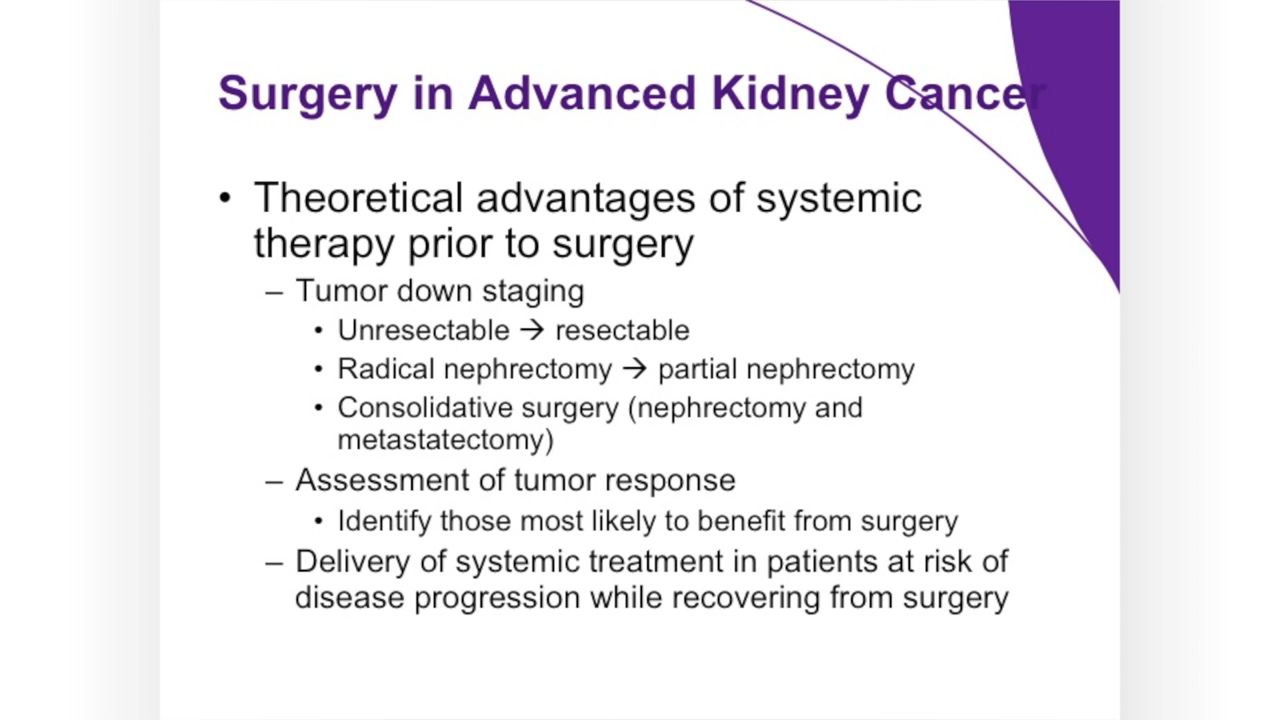 Surgery in Advanced Kidney Cancer
• Theoretical advantages of systemic
therapy prior to surgery
– Tumor down staging
• Unresectable → resectable
• Radical nephrectomy → partial nephrectomy
• Consolidative surgery (nephrectomy and
metastatectomy)
– Assessment of tumor response
• Identify those most likely to benefit from surgery
– Delivery of systemic treatment in patients at risk of
disease progression while recovering from surgery